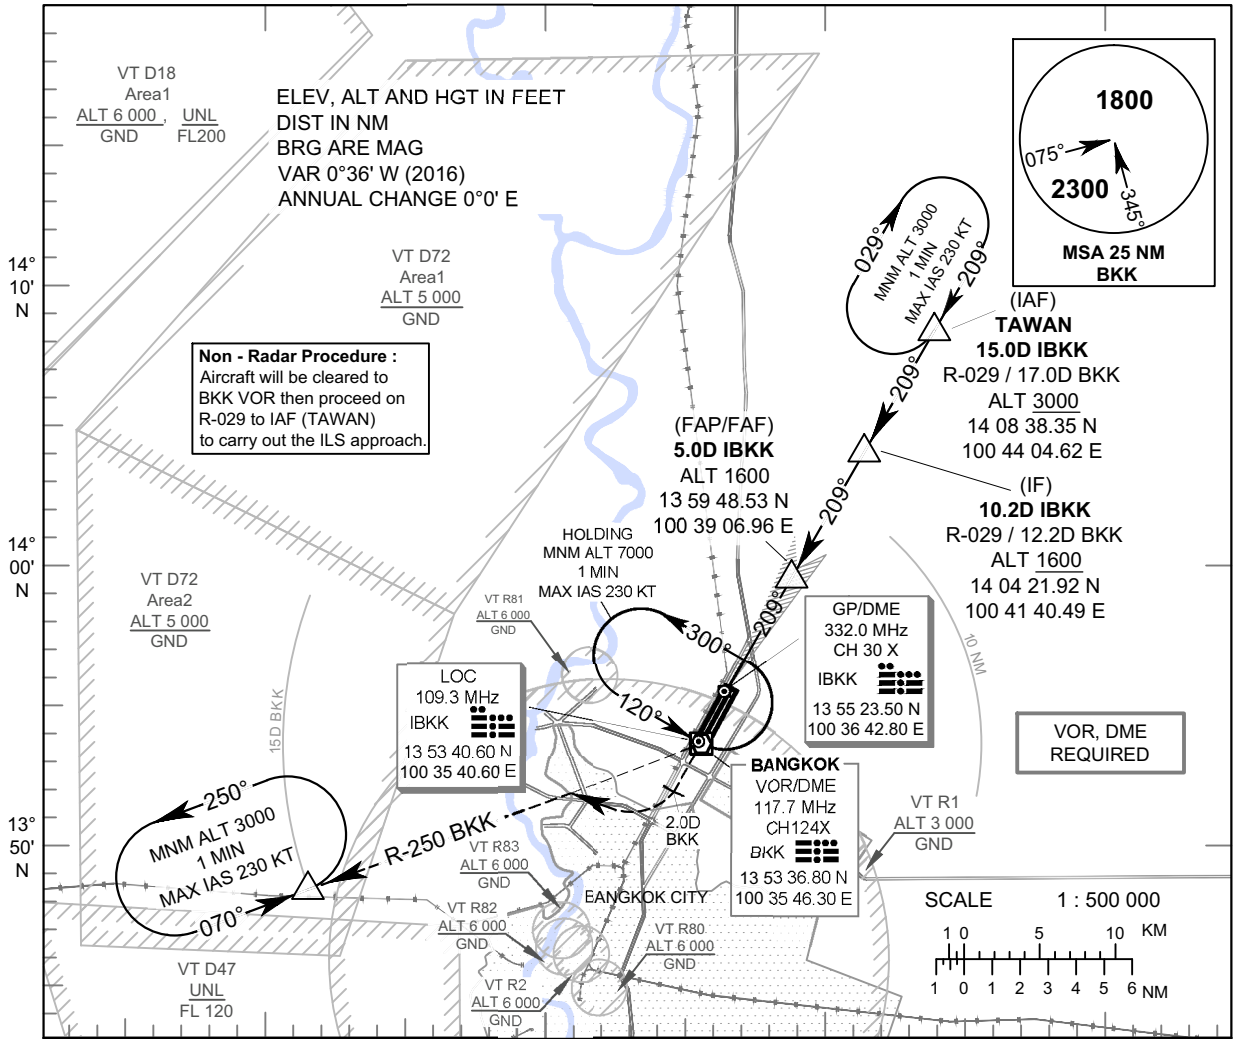 VT D18
Area1
ALT 6 000 , UNL
GND FL200
ELEV, ALT AND HGT IN FEET
DIST IN NM
BRG ARE MAG
VAR 0°36' W (2016)
ANNUAL CHANGE 0°0' E
1800
075°
2300
345°
MSA 25 NM
BKK
029°
MNM ALT 3000
1 MIN
MAX IAS 230 KT
209°
14°
10'
N
VT D72
Area1
ALT 5 000
GND
(IAF)
TAWAN
15.0D IBKK
R-029 / 17.0D BKK
ALT 3000
14 08 38.35 N
100 44 04.62 E
209°
Non - Radar Procedure :
Aircraft will be cleared to
BKK VOR then proceed on
R-029 to IAF (TAWAN)
to carry out the ILS approach.
(FAP/FAF)
5.0D IBKK
ALT 1600
13 59 48.53 N
100 39 06.96 E
209°
(IF)
10.2D IBKK
R-029 / 12.2D BKK
ALT 1600
14 04 21.92 N
100 41 40.49 E
14°
00'
N
HOLDING
MNM ALT 7000
1 MIN
MAX IAS 230 KT
VT D72
Area2
ALT 5 000
GND
VT R81
ALT 6 000
GND
209°
300°
120°
GP/DME
332.0 MHz
CH 30 X
IBKK
13 55 23.50 N
100 36 42.80 E
10 NM
LOC
109.3 MHz
IBKK
13 53 40.60 N
100 35 40.60 E
15D BKK
VOR, DME
REQUIRED
BANGKOK
VOR/DME
117.7 MHz
CH124X
BKK
13 53 36.80 N
100 35 46.30 E
2.0D
BKK
VT R1
ALT 3 000
GND
13°
50'
N
250°
MNM ALT 3000
1 MIN
MAX IAS 230 KT
070°
R-250 BKK
VT R83
ALT 6 000
GND
BANGKOK CITY
VT R82
ALT 6 000
GND
VT R80
ALT 6 000
GND
VT R2
ALT 6 000
GND
VT D47
UNL
FL 120
SCALE 1 : 500 000
1 0 5 10 KM
1 0 1 2 3 4 5 6 NM